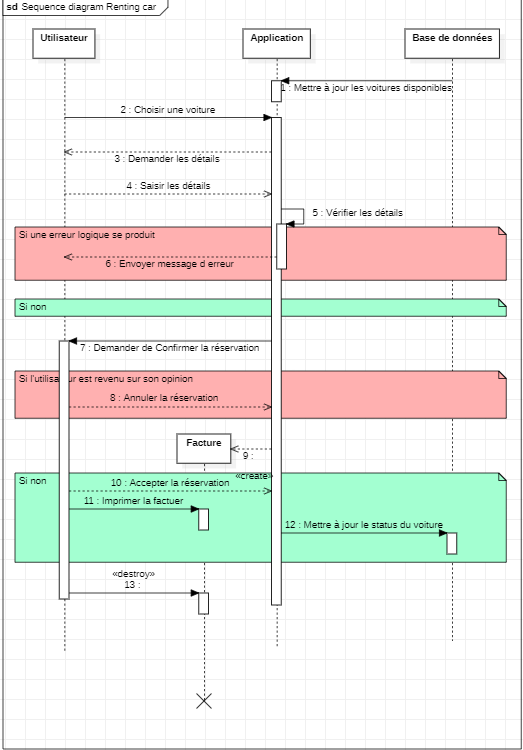 sd Sequence diagram Renting car
Utilisateur
Application
Base de données
1 : Mettre à jour les voitures disponibles
2 : Choisir une voiture
3 : Demander les détails
4 : Saisir les détails
5 : Vérifier les détails
Si une erreur logique se produit
6 : Envoyer message d erreur
Si non
7 : Demander de Confirmer la réservation
Si l'utilisateur est revenu sur son opinion
8 : Annuler la réservation
Facture
9 :
«create»
Si non
10 : Accepter la réservation
11 : Imprimer la factuer
12 : Mettre à jour le status du voiture
«destroy»
13 :